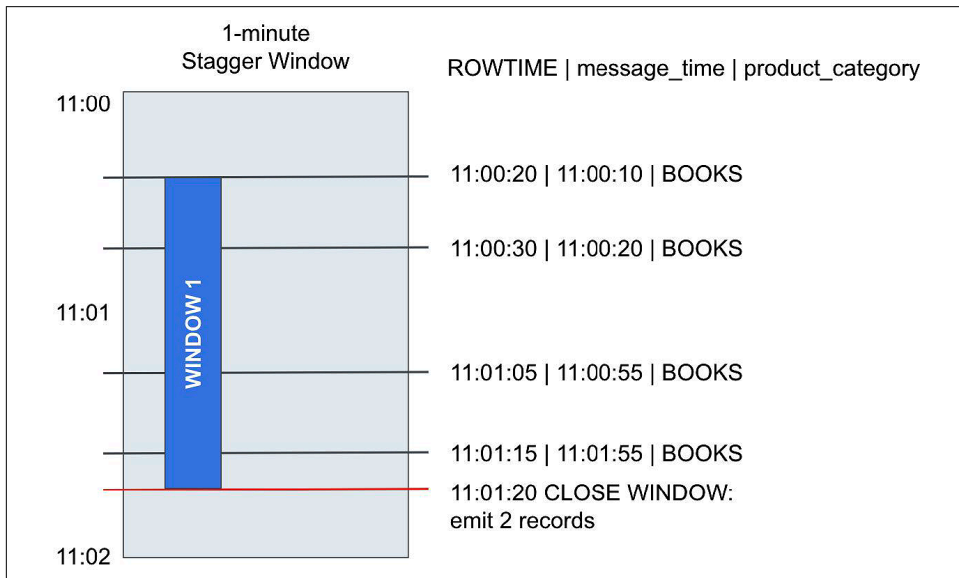 1-minute
Stagger Window
ROWTIME | message_time | product_category
11:00
11:00:20 | 11:00:10 | BOOKS
11:00:30 | 11:00:20 | BOOKS
11:01
WINDOW 1
11:01:05 | 11:00:55 | BOOKS
11:01:15 | 11:01:55 | BOOKS
11:01:20 CLOSE WINDOW:
emit 2 records
11:02